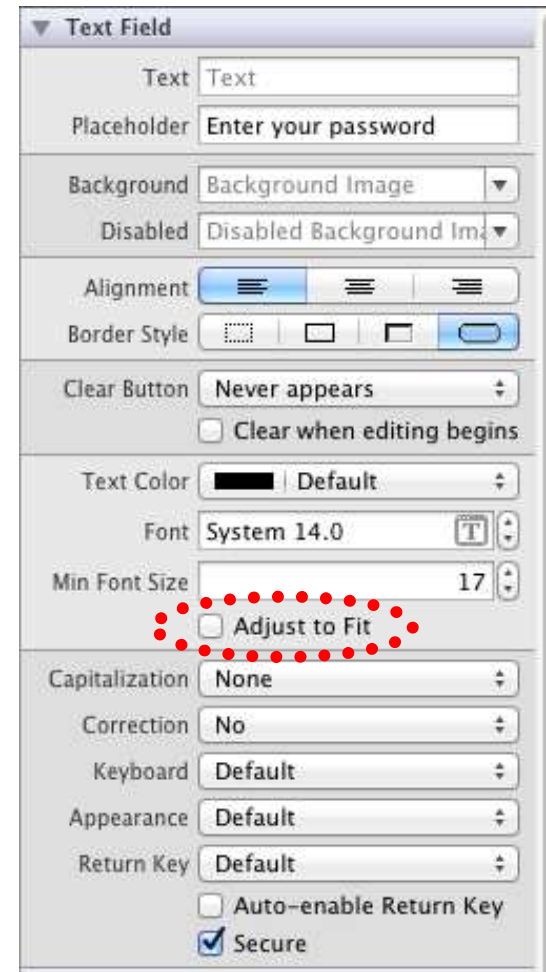 Text Field
Text Text
Placeholder Enter your password
Background Background Image
Disabled Disabled Background Ima
Alignment
Border Style
Clear Button Never appears
Clear when editing begins
Text Color Default
Font System 14.0 T
Min Font Size 17
Adjust to Fit
Capitalization None
Correction No
Keyboard Default
Appearance Default
Return Key Default
Auto-enable Return Key
Secure